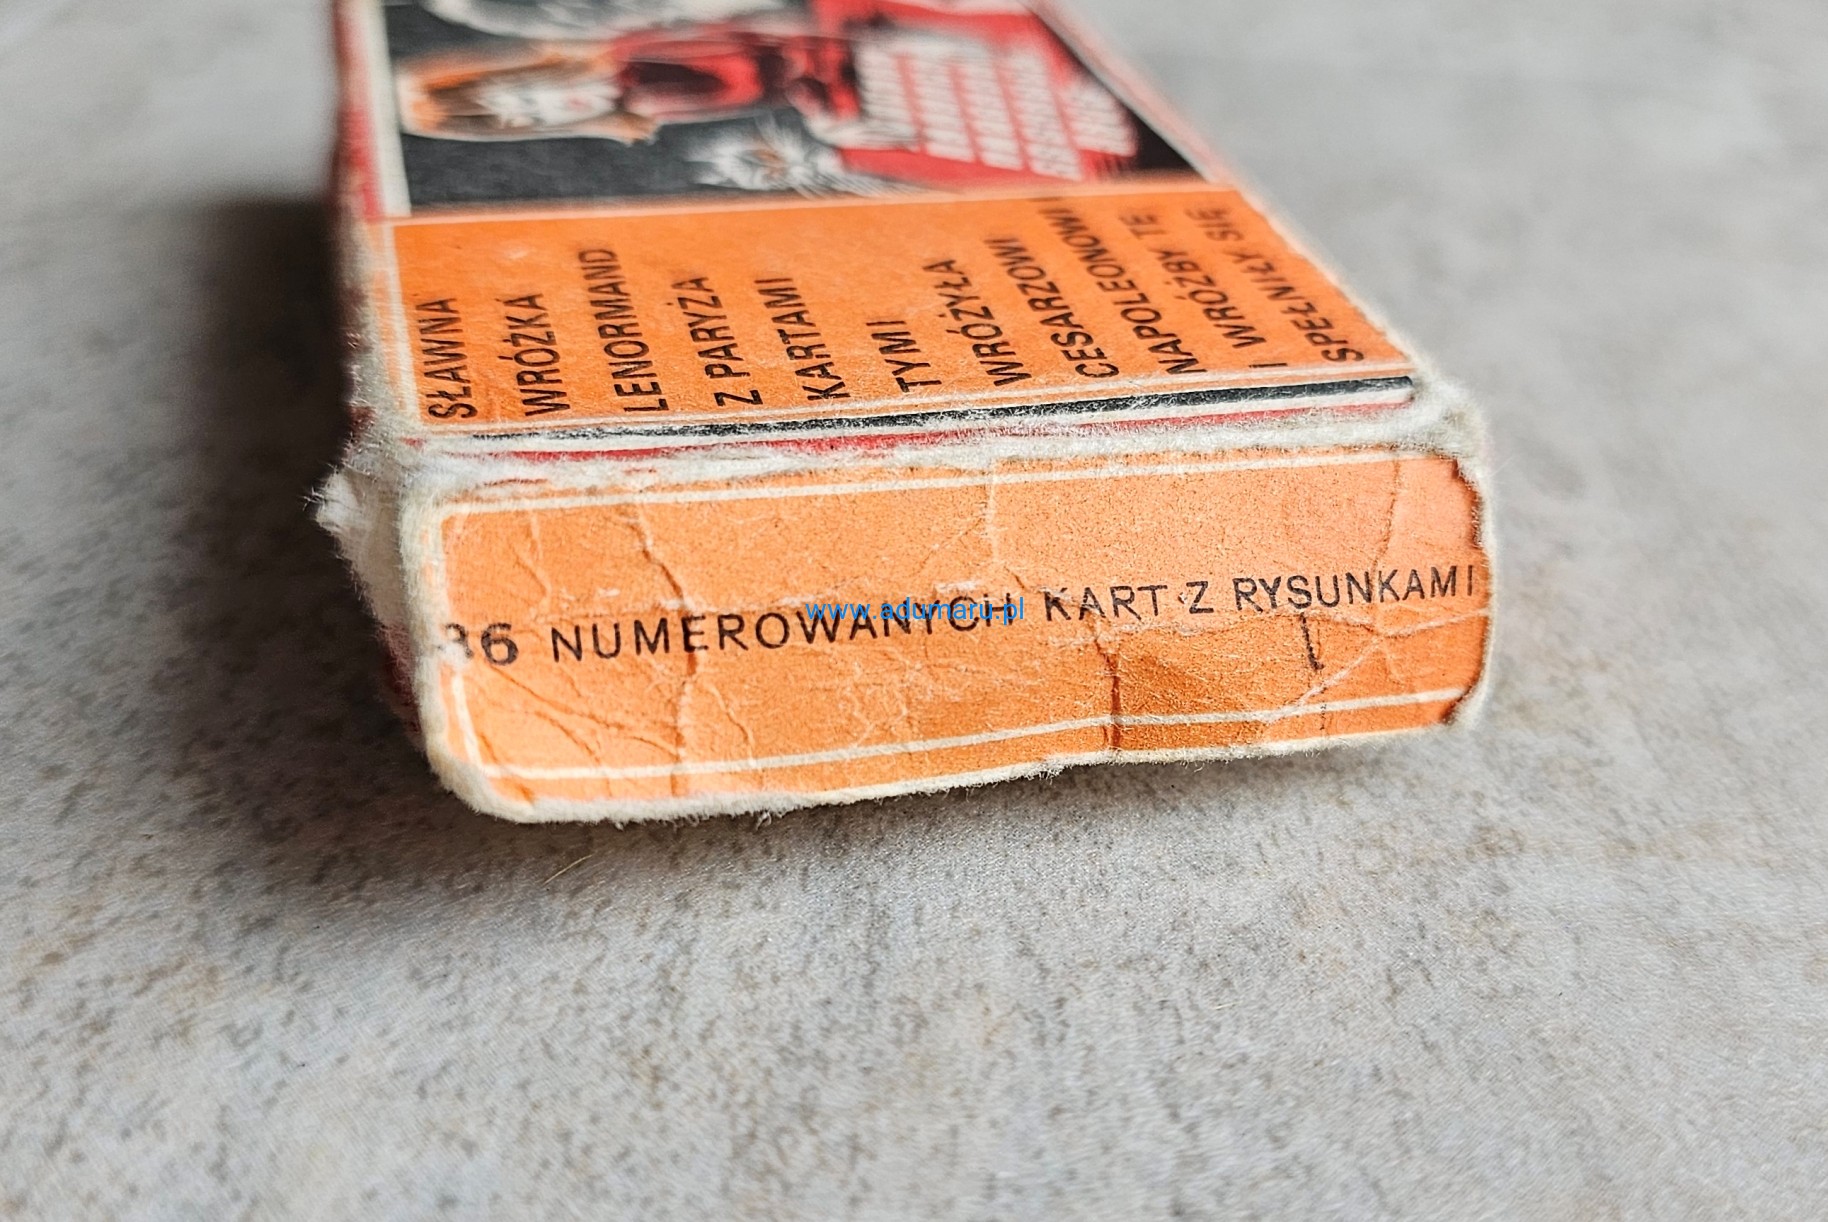 SŁAWNA
WRÓŻKA
LENORMAND
Z PARYŻA
KARTAMI
TYMI
WRÓŻYŁA
CESARZOWI
NAPOLEONOWI
I WRÓŻBY TE
SPEŁNIŁY SIĘ
36 NUMEROWANYCH KART Z RYSUNKAMI
www.adumaru.pl